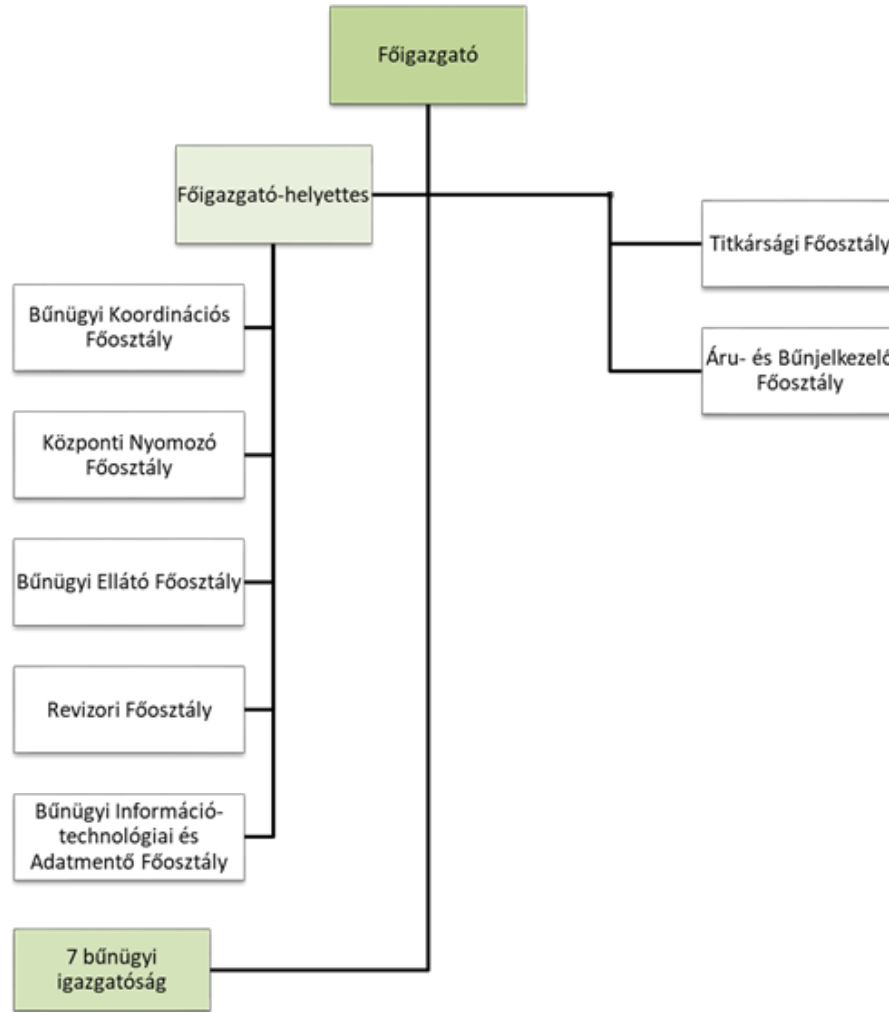 Főigazgató
Főigazgató-helyettes
Titkársági Főosztály
Áru- és Bűnjelkezelő
Főosztály
Bűnügyi Koordinációs
Főosztály
Központi Nyomozó
Főosztály
Bűnügyi Ellátó Főosztály
Revizori Főosztály
Bűnügyi Információ-
technológiai és
Adatmentő Főosztály
7 bűnügyi
igazgatóság